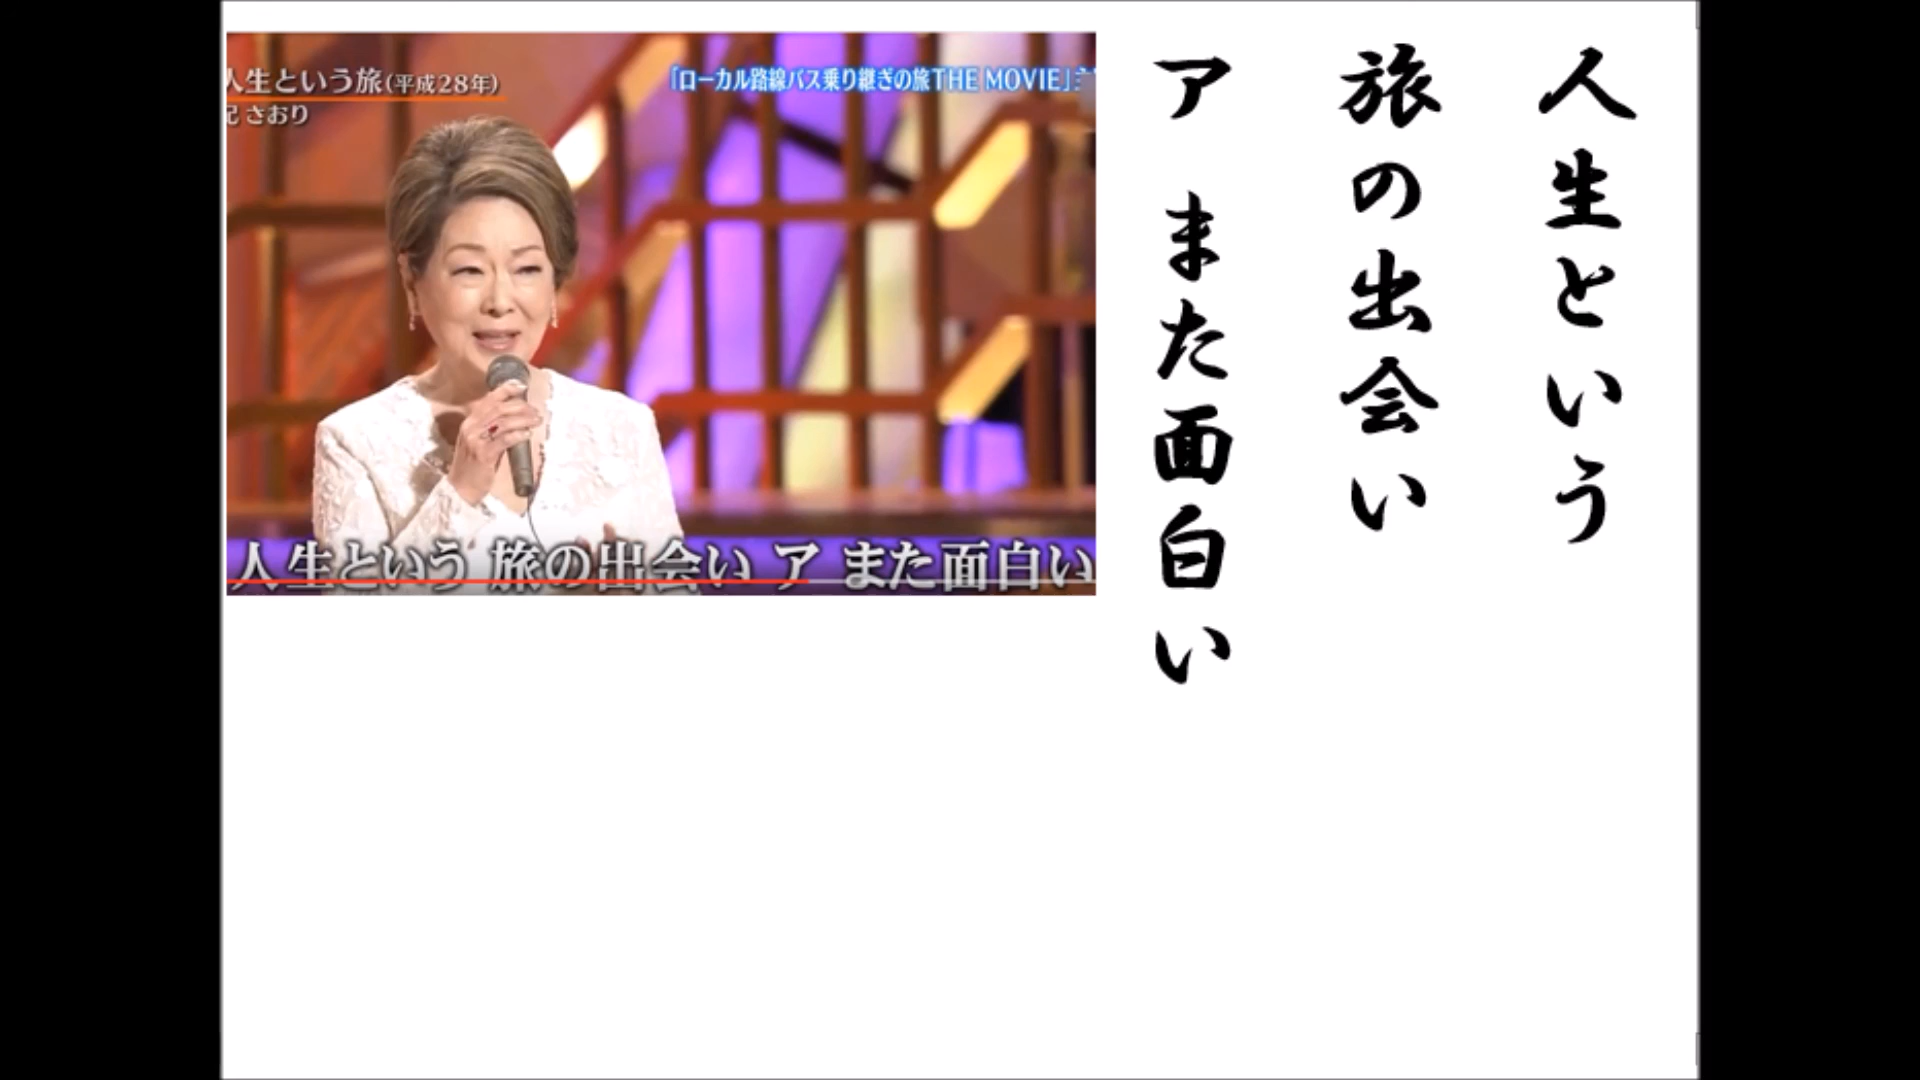 人生という旅(平成28年)
「ローカル路線バス乗り継ぎの旅THE MOVIE」主
紀 さおり
人生という 旅の出会い ア また面白い
人生という
旅の出会い
ア また面白い